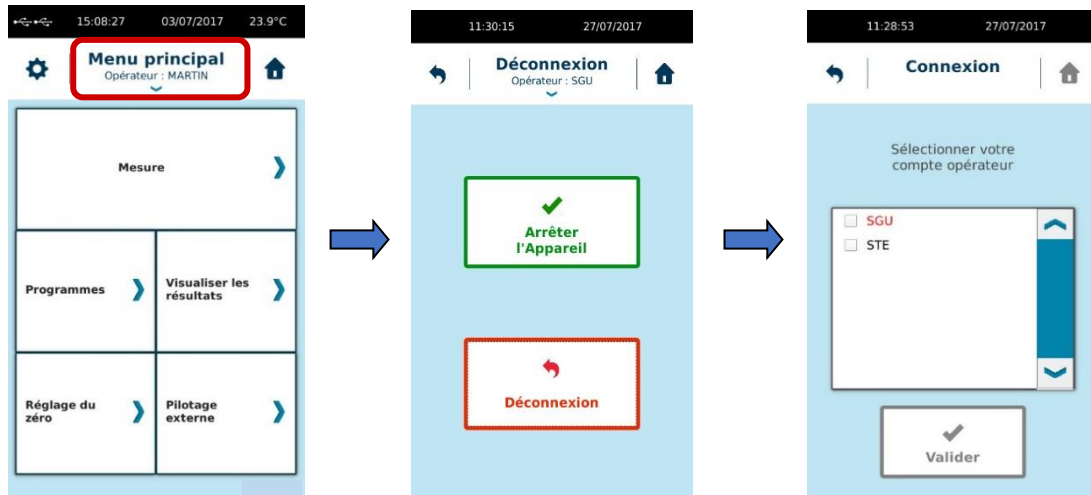 15:08:27 03/07/2017 23.9°C
Menu principal
Opérateur : MARTIN
Mesure
Programmes
Visualiser les
résultats
Réglage du
zéro
Pilotage
externe
11:30:15 27/07/2017
Déconnexion
Opérateur : SGU
Arrêter
l'Appareil
Déconnexion
11:28:53 27/07/2017
Connexion
Sélectionner votre
compte opérateur
SGU
STE
Valider